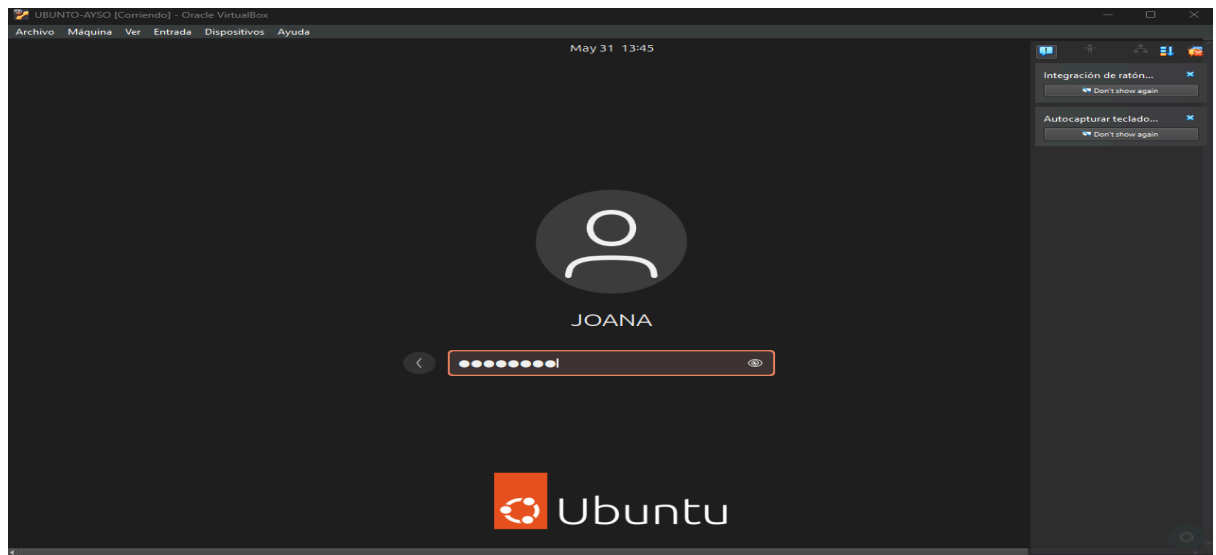 UBUNTO-AYSO [Corriendo] - Oracle VirtualBox
Archivo Máquina Ver Entrada Dispositivos Ayuda
May 31 13:45
Integración de ratón...
Don't show again
Autocapturar teclado...
Don't show again
JOANA
Ubuntu